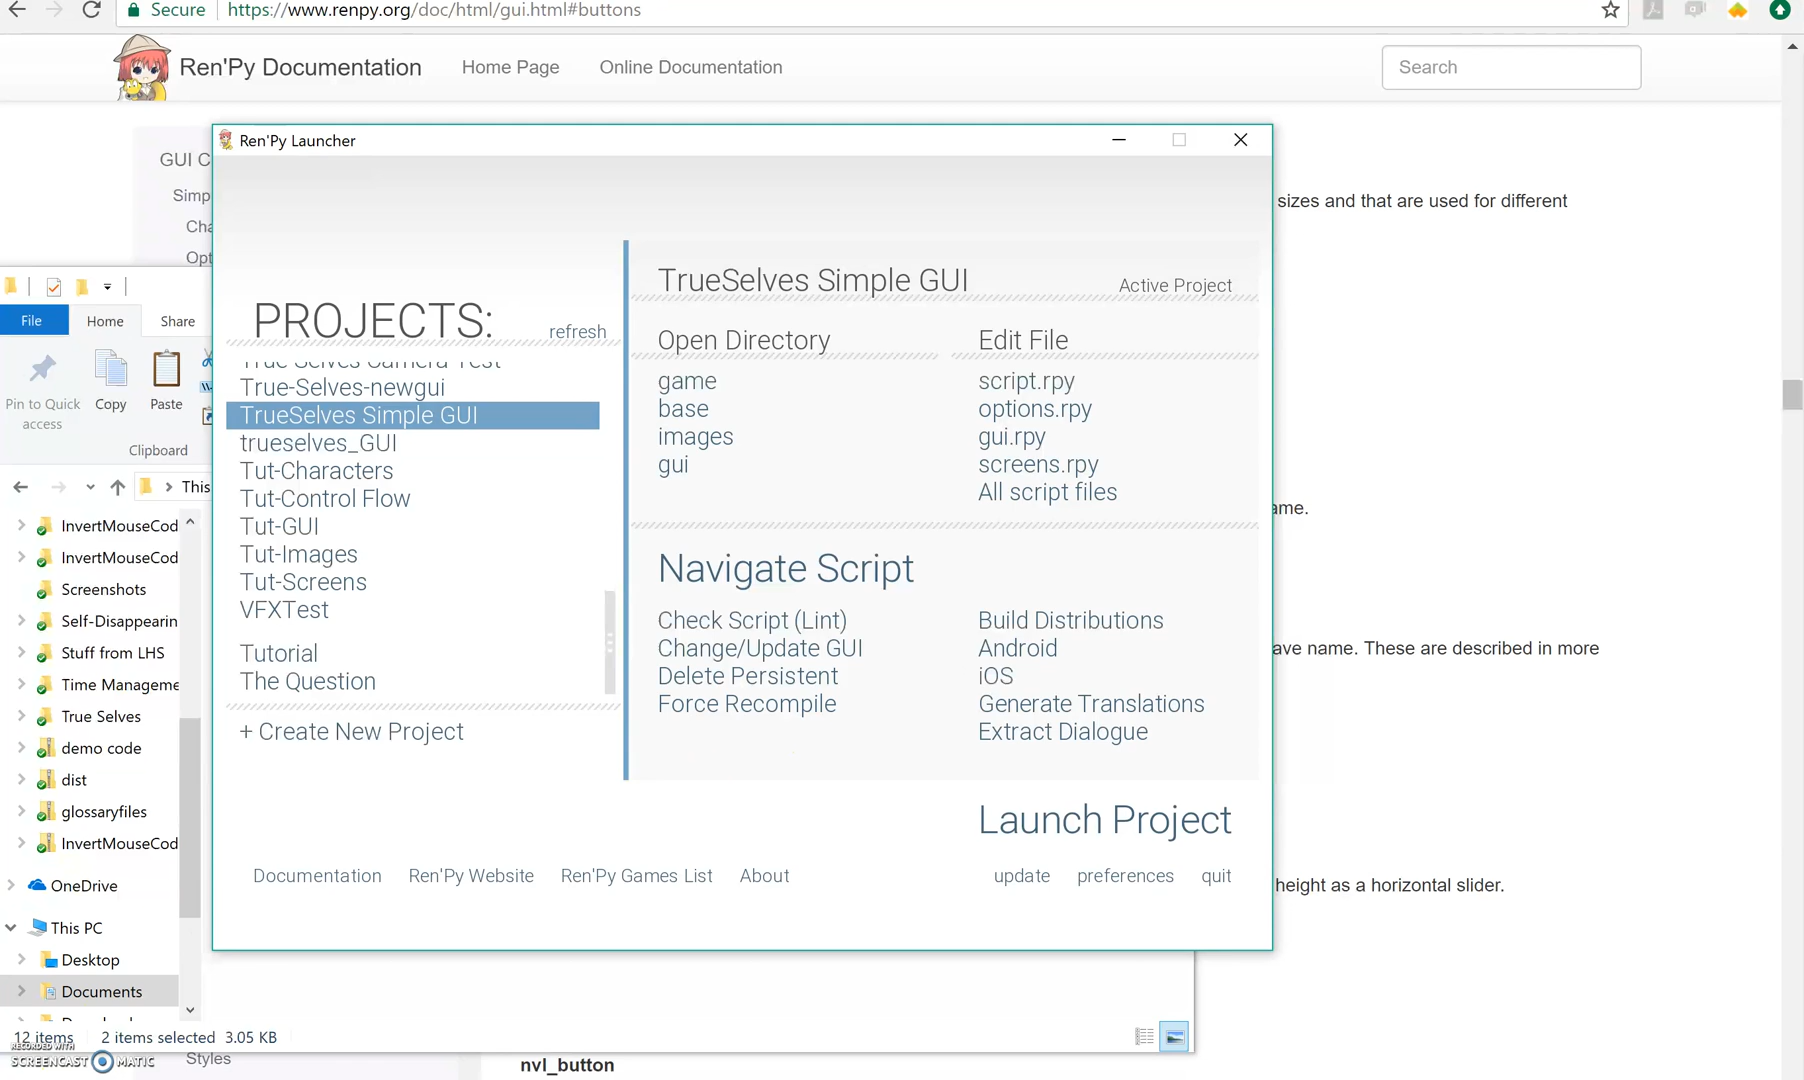 Secure https://www.renpy.org/doc/html/gui.html#buttons
Ren'Py Documentation Home Page Online Documentation Search
Ren'Py Launcher
GUI C
Simp
Cha
Opt
sizes and that are used for different
ame.
ave name. These are described in more
height as a horizontal slider.
File Home Share
Pin to Quick access
Copy
Paste
Clipboard
This
InvertMouseCod
InvertMouseCod
Screenshots
Self-Disappearin
Stuff from LHS
Time Manageme
True Selves
demo code
dist
glossaryfiles
InvertMouseCod
OneDrive
This PC
Desktop
Documents
12 items 2 items selected 3.05 KB
PROJECTS: refresh
True Selves Camera Test
True-Selves-newgui
TrueSelves Simple GUI
trueselves_GUI
Tut-Characters
Tut-Control Flow
Tut-GUI
Tut-Images
Tut-Screens
VFXTest
Tutorial
The Question
+ Create New Project
TrueSelves Simple GUI Active Project
Open Directory
game
base
images
gui
Edit File
script.rpy
options.rpy
gui.rpy
screens.rpy
All script files
Navigate Script
Check Script (Lint)
Change/Update GUI
Delete Persistent
Force Recompile
Build Distributions
Android
iOS
Generate Translations
Extract Dialogue
Launch Project
Documentation Ren'Py Website Ren'Py Games List About update preferences quit
RECORDED WITH
SCREENCAST MATIC
Styles
nvl_button